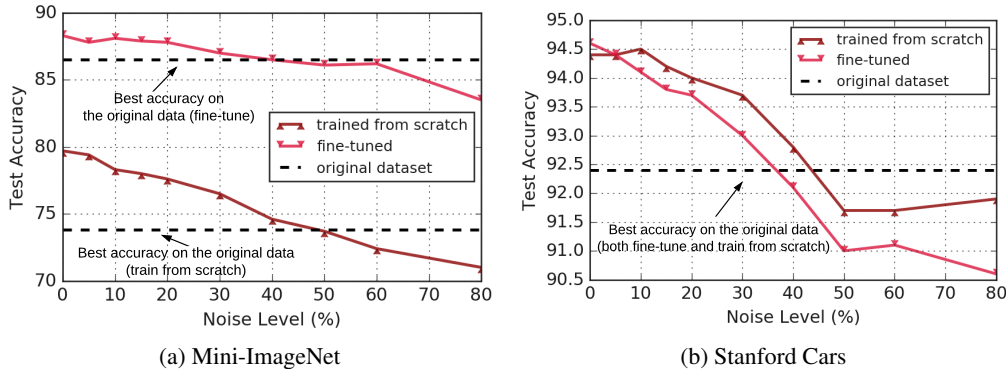 90
85
80
75
70
Test Accuracy
0 10 20 30 40 50 60 70 80
Noise Level (%)
Best accuracy on
the original data (fine-tune)
trained from scratch
fine-tuned
original dataset
Best accuracy on the original data
(train from scratch)
(a) Mini-ImageNet
95.0
94.5
94.0
93.5
93.0
92.5
92.0
91.5
91.0
90.5
Test Accuracy
0 10 20 30 40 50 60 70 80
Noise Level (%)
trained from scratch
fine-tuned
original dataset
Best accuracy on the original data
(both fine-tune and train from scratch)
(b) Stanford Cars